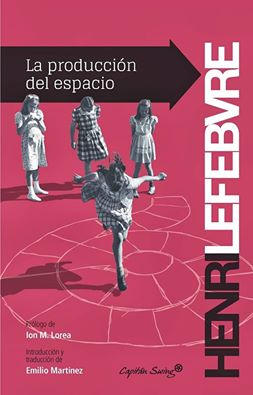 La producción
del espacio
HENRI LEFEBVRE
Prólogo de
Ion M. Lorea
Introducción y
traducción de
Emilio Martínez
Capitán Swing